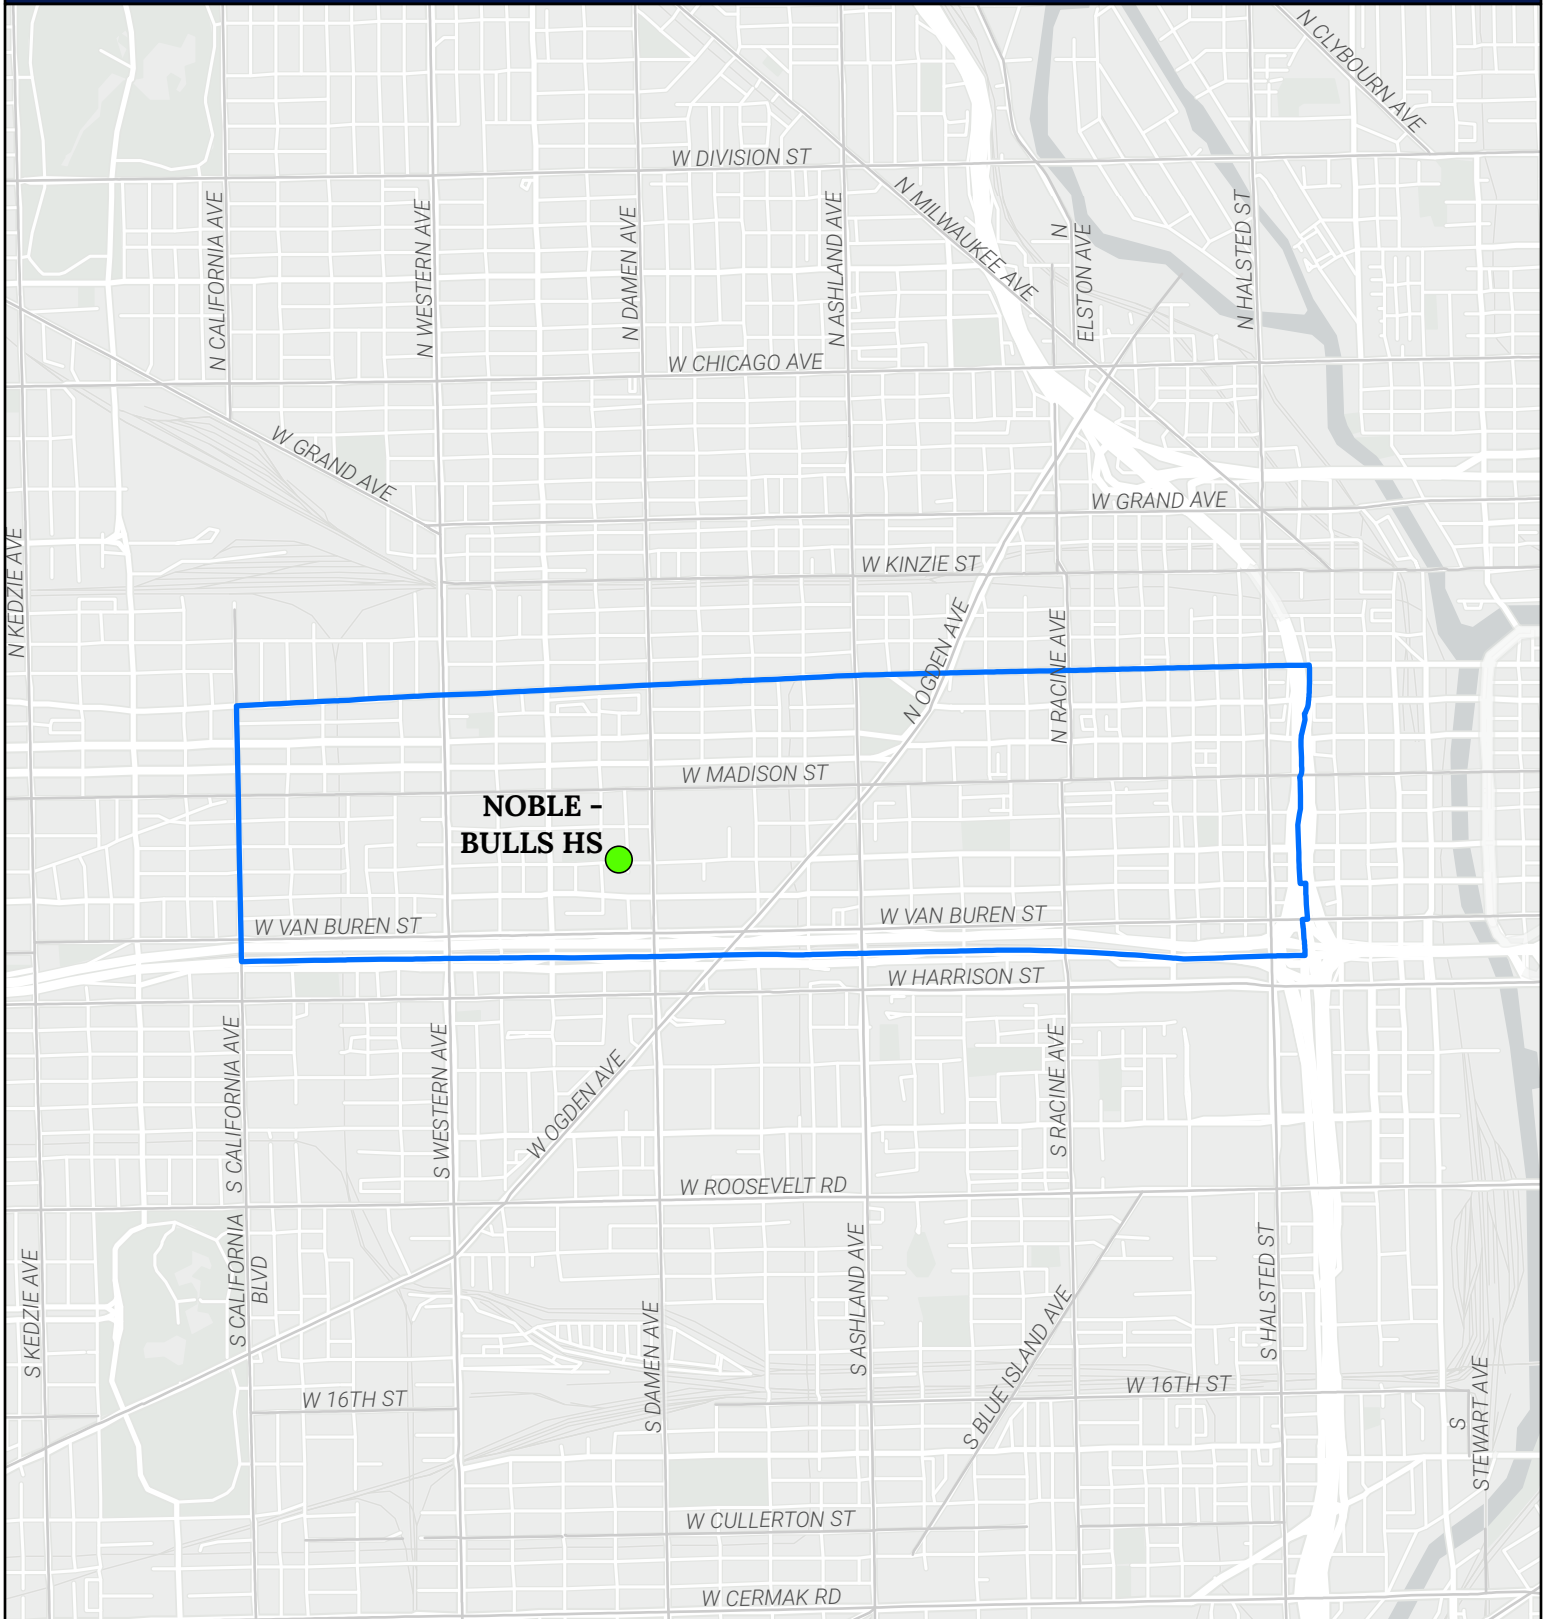 N CLYBOURN AVE
W DIVISION ST
N CALIFORNIA AVE
N WESTERN AVE
N DAMEN AVE
N ASHLAND AVE
N MILWAUKEE AVE
N
ELSTON AVE
N HALSTED ST
W CHICAGO AVE
W GRAND AVE
W GRAND AVE
N KEDZIE AVE
W KINZIE ST
N OGDEN AVE
N RACINE AVE
W MADISON ST
NOBLE -
BULLS HS
W VAN BUREN ST
W VAN BUREN ST
W HARRISON ST
S CALIFORNIA AVE
S WESTERN AVE
W OGDEN AVE
S RACINE AVE
W ROOSEVELT RD
S KEDZIE AVE
S CALIFORNIA
BLVD
S DAMEN AVE
S ASHLAND AVE
S BLUE ISLAND AVE
S HALSTED ST
W 16TH ST
W 16TH ST
S
STEWART AVE
W CULLERTON ST
W CERMAK RD